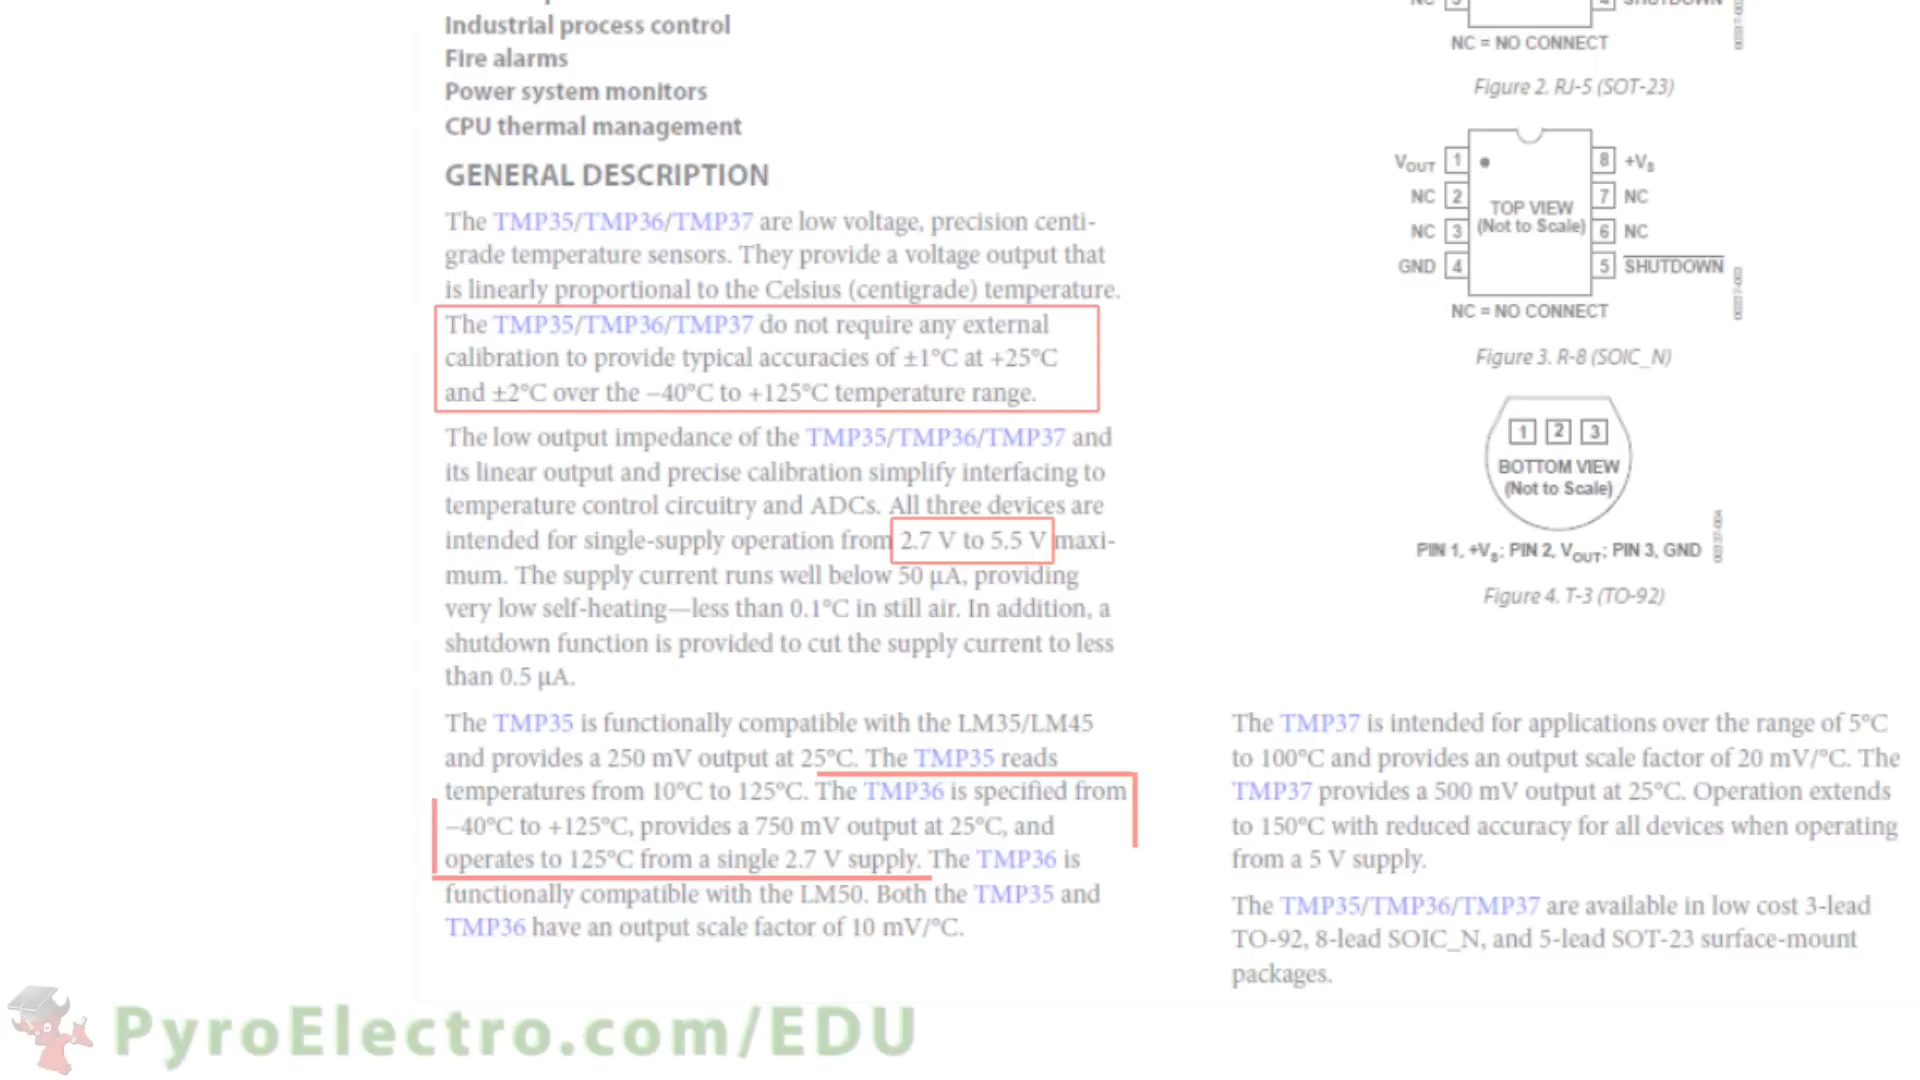 Industrial process control
Fire alarms
Power system monitors
CPU thermal management
GENERAL DESCRIPTION
The TMP35/TMP36/TMP37 are low voltage, precision centi-
grade temperature sensors. They provide a voltage output that
is linearly proportional to the Celsius (centigrade) temperature.
The TMP35/TMP36/TMP37 do not require any external
calibration to provide typical accuracies of ±1°C at +25°C
and ±2°C over the −40°C to +125°C temperature range.
The low output impedance of the TMP35/TMP36/TMP37 and
its linear output and precise calibration simplify interfacing to
temperature control circuitry and ADCs. All three devices are
intended for single-supply operation from 2.7 V to 5.5 V maxi-
mum. The supply current runs well below 50 μA, providing
very low self-heating—less than 0.1°C in still air. In addition, a
shutdown function is provided to cut the supply current to less
than 0.5 μA.
The TMP35 is functionally compatible with the LM35/LM45
and provides a 250 mV output at 25°C. The TMP35 reads
temperatures from 10°C to 125°C. The TMP36 is specified from
−40°C to +125°C, provides a 750 mV output at 25°C, and
operates to 125°C from a single 2.7 V supply. The TMP36 is
functionally compatible with the LM50. Both the TMP35 and
TMP36 have an output scale factor of 10 mV/°C.
NC = NO CONNECT
Figure 2. RJ-5 (SOT-23)
VOUT 1 8 +VS
NC 2 7 NC
TOP VIEW
(Not to Scale)
NC 3 6 NC
GND 4 5 SHUTDOWN
00337-003
NC = NO CONNECT
Figure 3. R-8 (SOIC_N)
1 2 3
BOTTOM VIEW
(Not to Scale)
00337-004
PIN 1, +VS; PIN 2, VOUT; PIN 3, GND
Figure 4. T-3 (TO-92)
The TMP37 is intended for applications over the range of 5°C
to 100°C and provides an output scale factor of 20 mV/°C. The
TMP37 provides a 500 mV output at 25°C. Operation extends
to 150°C with reduced accuracy for all devices when operating
from a 5 V supply.
The TMP35/TMP36/TMP37 are available in low cost 3-lead
TO-92, 8-lead SOIC_N, and 5-lead SOT-23 surface-mount
packages.
PyroElectro.com/EDU